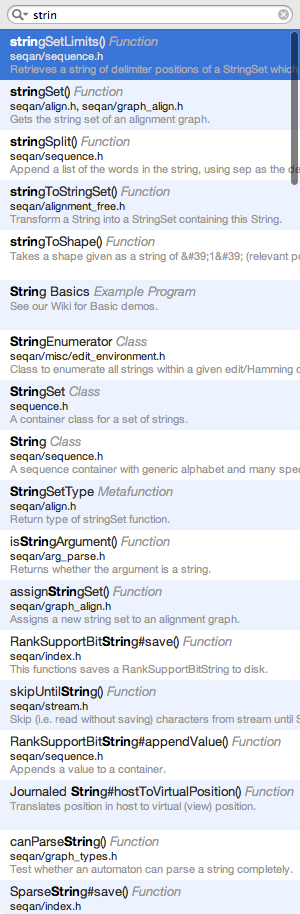 strin
stringSetLimits() Function
seqan/sequence.h
Retrieves a string of delimiter positions of a StringSet which
stringSet() Function
seqan/align.h, seqan/graph_align.h
Gets the string set of an alignment graph.
stringSplit() Function
seqan/sequence.h
Append a list of the words in the string, using sep as the de
stringToStringSet() Function
seqan/alignment_free.h
Transform a String into a StringSet containing this String.
stringToShape() Function
Takes a shape given as a string of &#39;1&#39; (relevant po
String Basics Example Program
See our Wiki for Basic demos.
StringEnumerator Class
seqan/misc/edit_environment.h
Class to enumerate all strings within a given edit/Hamming d
StringSet Class
sequence.h
A container class for a set of strings.
String Class
seqan/sequence.h
A sequence container with generic alphabet and many spec
StringSetType Metafunction
seqan/align.h
Return type of stringSet function.
isStringArgument() Function
seqan/arg_parse.h
Returns whether the argument is a string.
assignStringSet() Function
seqan/graph_align.h
Assigns a new string set to an alignment graph.
RankSupportBitString#save() Function
seqan/index.h
This functions saves a RankSupportBitString to disk.
skipUntilString() Function
seqan/stream.h
Skip (i.e. read without saving) characters from stream until S
RankSupportBitString#appendValue() Function
seqan/sequence.h
Appends a value to a container.
Journaled String#hostToVirtualPosition() Function
Translates position in host to virtual (view) position.
canParseString() Function
seqan/graph_types.h
Test whether an automaton can parse a string completely.
SparseString#save() Function
seqan/index.h